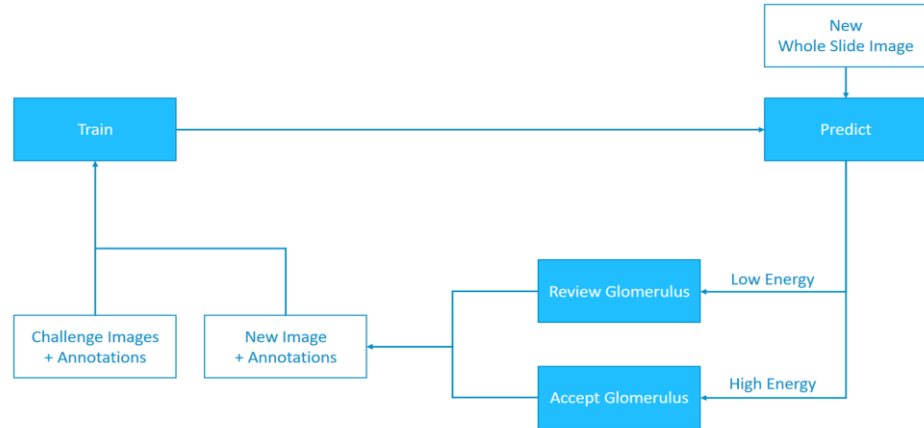 New
Whole Slide Image
Train
Predict
Low Energy
Review Glomerulus
Challenge Images
+ Annotations
New Image
+ Annotations
High Energy
Accept Glomerulus